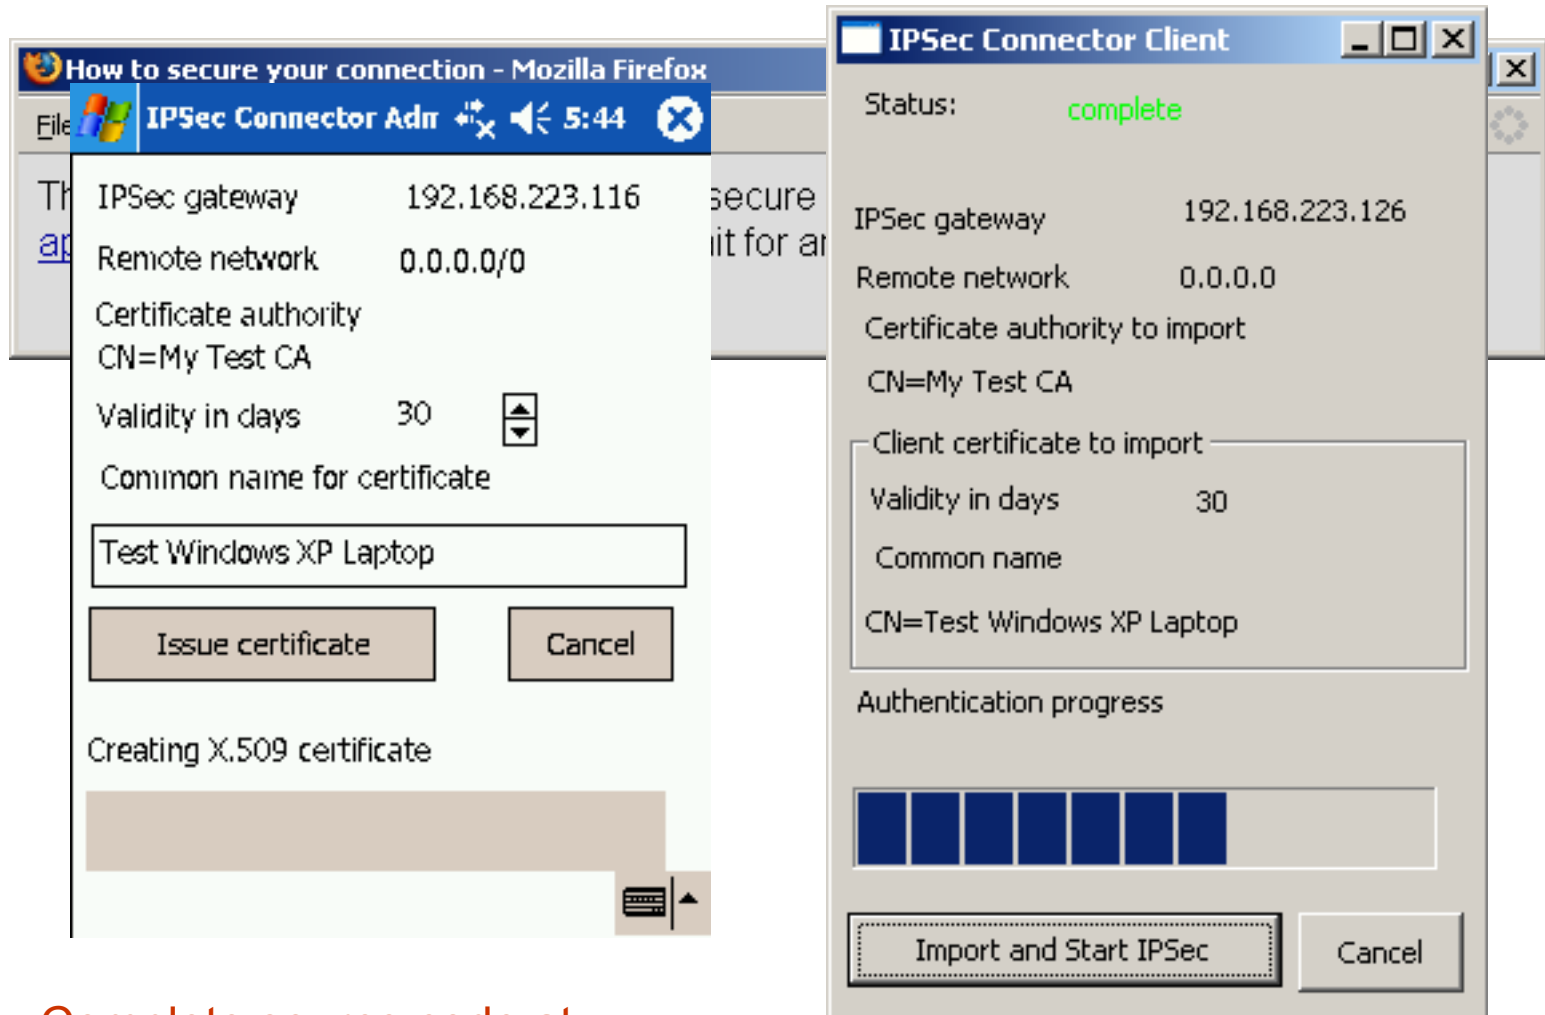 How to secure your connection - Mozilla Firefox
File
secure
it for
IPSec Connector 5:44
IPSec gateway 192.168.223.116
Remote network 0.0.0.0/0
Certificate authority
CN=My Test CA
Validity in days 30
Common name for certificate
Test Windows XP Laptop
Issue certificate Cancel
Creating X.509 certificate
IPSec Connector Client
Status: complete
IPSec gateway 192.168.223.126
Remote network 0.0.0.0
Certificate authority to import
CN=My Test CA
Client certificate to import
Validity in days 30
Common name
CN=Test Windows XP Laptop
Authentication progress
Import and Start IPSec Cancel